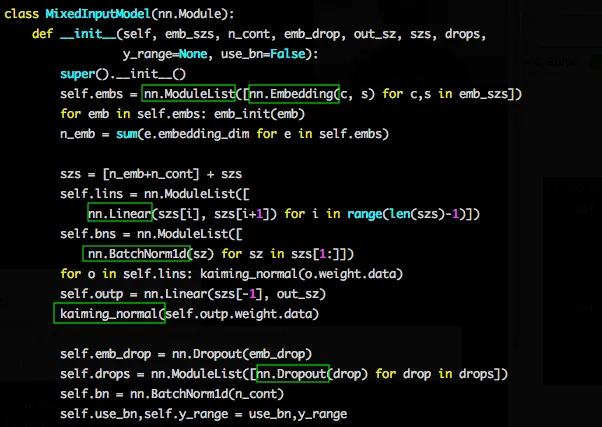 class MixedInputModel(nn.Module):
    def __init__(self, emb_szs, n_cont, emb_drop, out_sz, szs, drops,
                 y_range=None, use_bn=False):
        super().__init__()
        self.embs = nn.ModuleList([nn.Embedding(c, s) for c,s in emb_szs])
        for emb in self.embs: emb_init(emb)
        n_emb = sum(e.embedding_dim for e in self.embs)

        szs = [n_emb+n_cont] + szs
        self.lins = nn.ModuleList([
            nn.Linear(szs[i], szs[i+1]) for i in range(len(szs)-1)])
        self.bns = nn.ModuleList([
            nn.BatchNorm1d(sz) for sz in szs[1:]])
        for o in self.lins: kaiming_normal(o.weight.data)
        self.outp = nn.Linear(szs[-1], out_sz)
        kaiming_normal(self.outp.weight.data)

        self.emb_drop = nn.Dropout(emb_drop)
        self.drops = nn.ModuleList([nn.Dropout(drop) for drop in drops])
        self.bn = nn.BatchNorm1d(n_cont)
        self.use_bn,self.y_range = use_bn,y_range